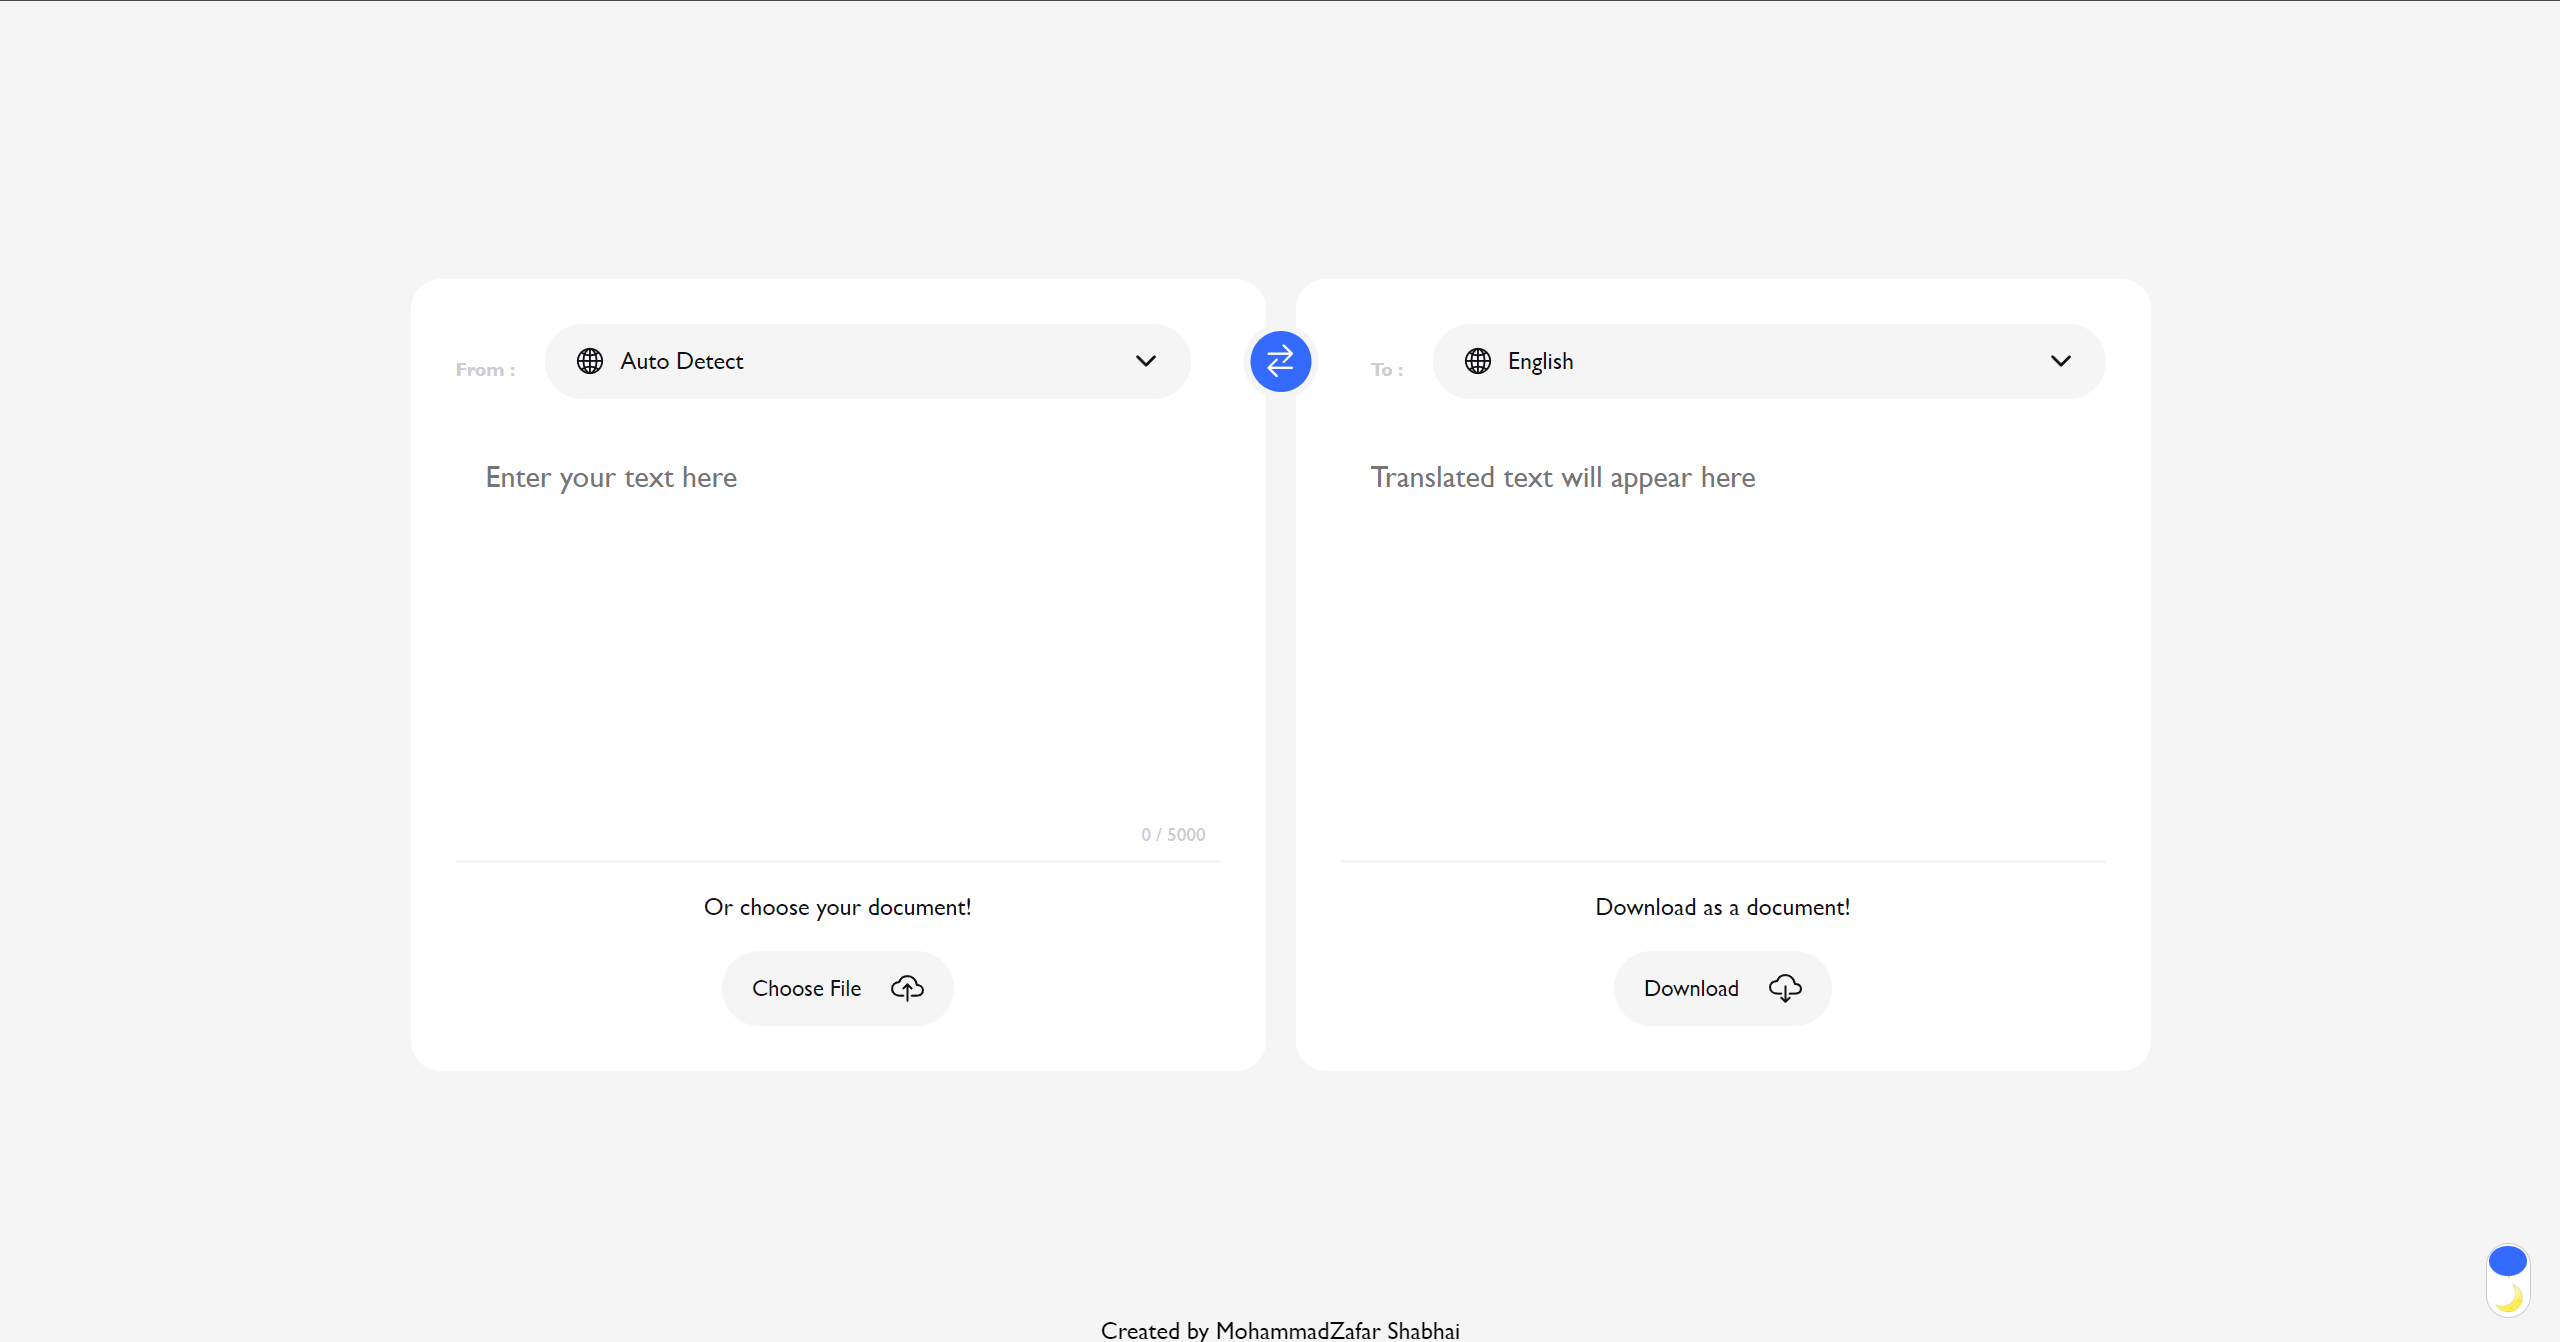 From :
Auto Detect
To :
English
Enter your text here
Translated text will appear here
0 / 5000
Or choose your document!
Download as a document!
Choose File
Download
Created by MohammadZafar Shabhai